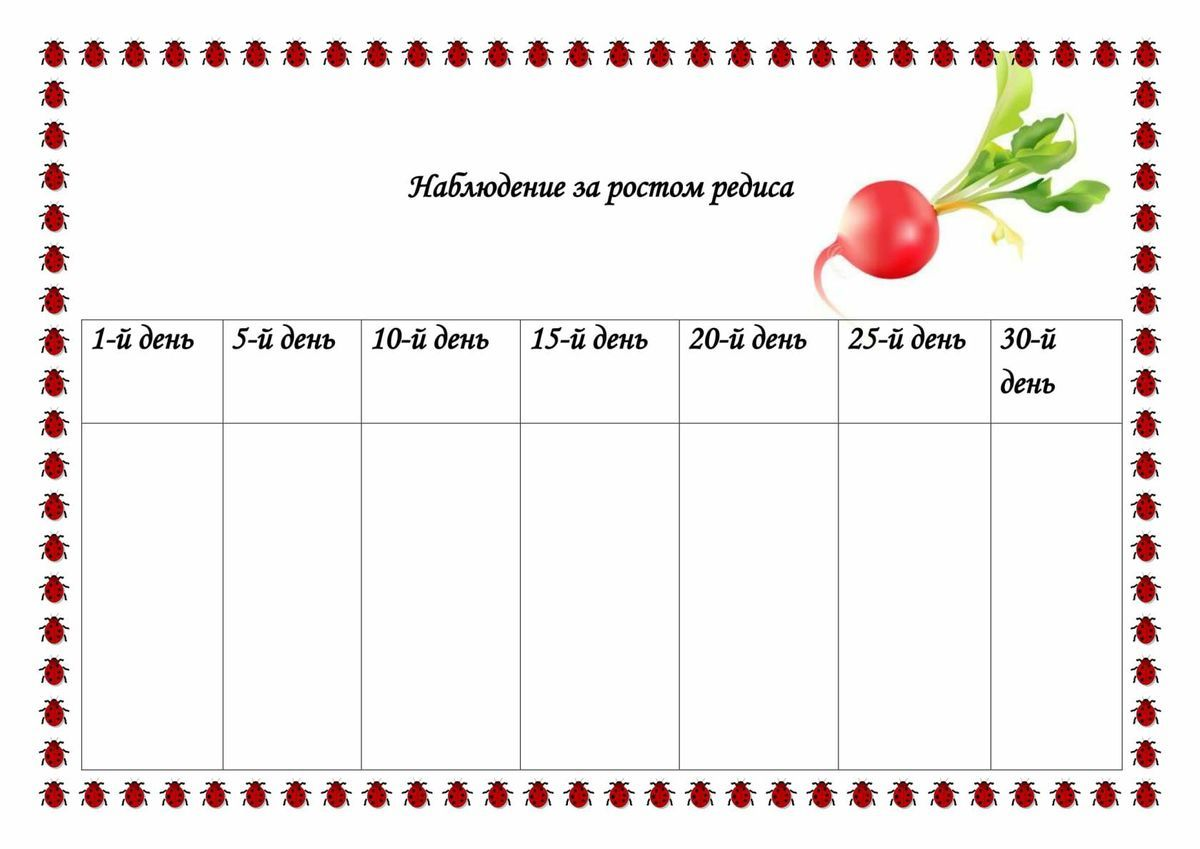 Наблюдение за ростом редиса
1-й день 5-й день 10-й день 15-й день 20-й день 25-й день 30-й
день